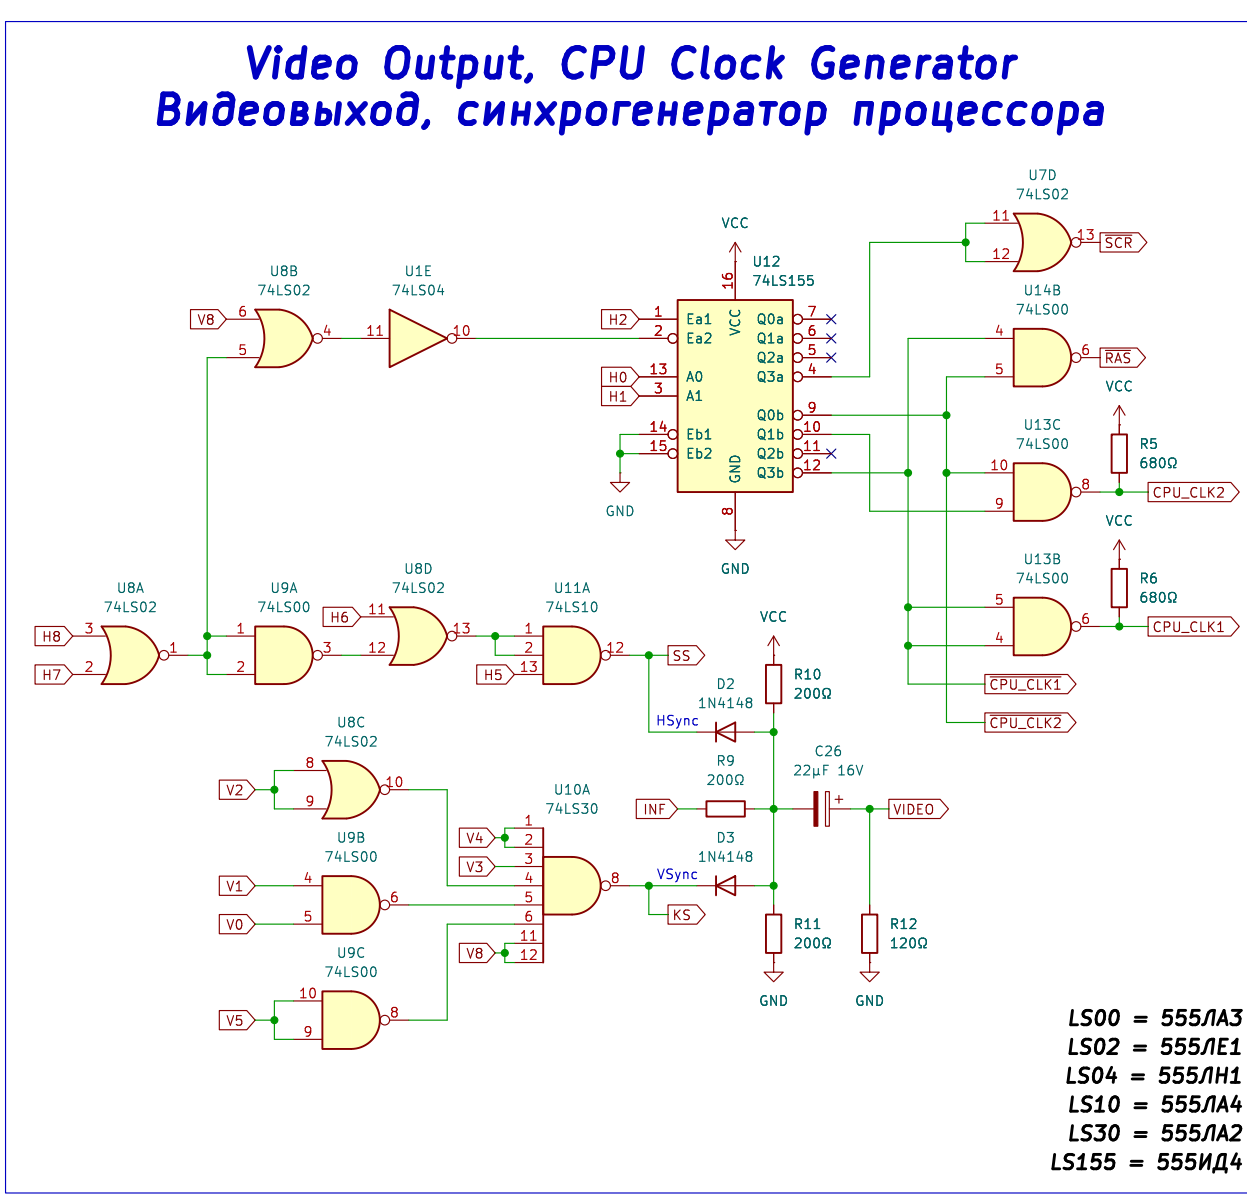 Video Output, CPU Clock Generator
Видеовыход, синхрогенератор процессора
U7D
74LS02
11
12
13
SCR
VCC
U12
74LS155
16
VCC
H2
1
Ea1
2
Ea2
H0
13
A0
H1
3
A1
14
Eb1
15
Eb2
GND
GND
8
GND
Q0a
7
Q1a
6
Q2a
5
Q3a
4
Q0b
9
Q1b
10
Q2b
11
Q3b
12
U8B
74LS02
V8
6
5
4
U1E
74LS04
11
10
U14B
74LS00
4
5
6
RAS
U13C
74LS00
10
9
8
VCC
R5
680Ω
CPU_CLK2
U13B
74LS00
5
4
6
VCC
R6
680Ω
CPU_CLK1
CPU_CLK1
CPU_CLK2
U8A
74LS02
H8
3
H7
2
1
U9A
74LS00
1
2
3
U8D
74LS02
H6
11
12
13
U11A
74LS10
1
2
H5
13
12
SS
VCC
R10
200Ω
D2
1N4148
HSync
R9
200Ω
INF
C26
22µF 16V
+
VIDEO
D3
1N4148
VSync
KS
R11
200Ω
GND
R12
120Ω
GND
U8C
74LS02
V2
8
9
10
U9B
74LS00
V1
4
V0
5
6
U9C
74LS00
V5
10
9
8
U10A
74LS30
V4
1
2
V3
3
4
5
6
V8
11
12
8
LS00 = 555ЛА3
LS02 = 555ЛЕ1
LS04 = 555ЛН1
LS10 = 555ЛА4
LS30 = 555ЛА2
LS155 = 555ИД4